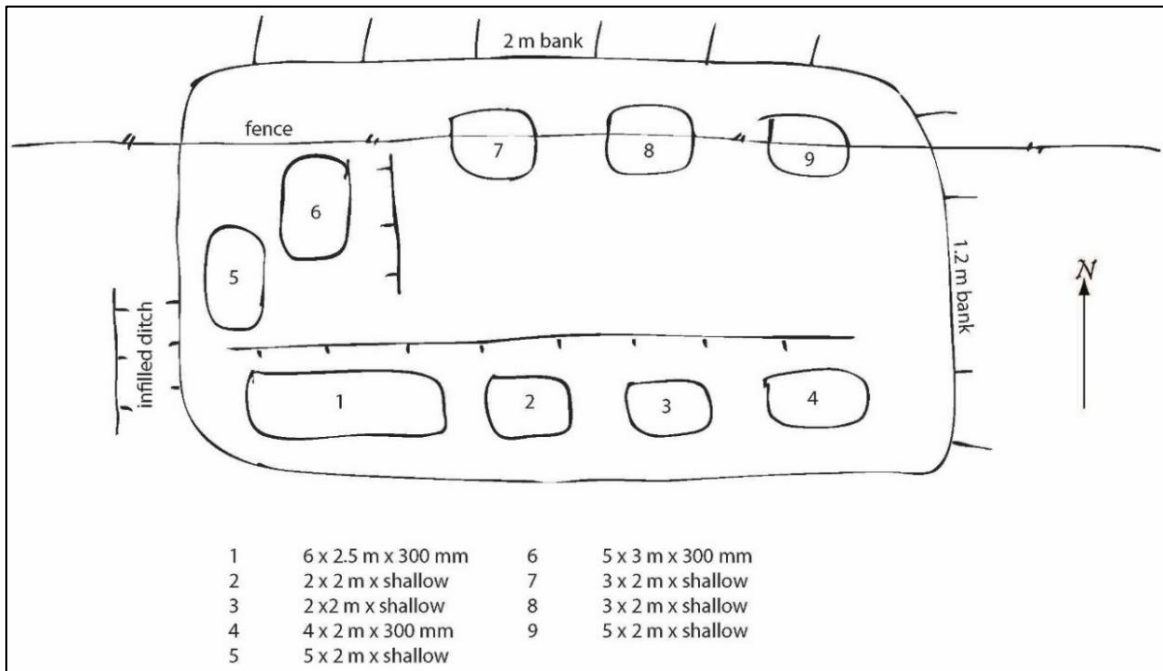 2 m bank
fence
7
8
9
6
5
1.2 m bank
N
infilled ditch
1
2
3
4
1 6 x 2.5 m x 300 mm 6 5 x 3 m x 300 mm
2 2 x 2 m x shallow 7 3 x 2 m x shallow
3 2 x2 m x shallow 8 3 x 2 m x shallow
4 4 x 2 m x 300 mm 9 5 x 2 m x shallow
5 5 x 2 m x shallow